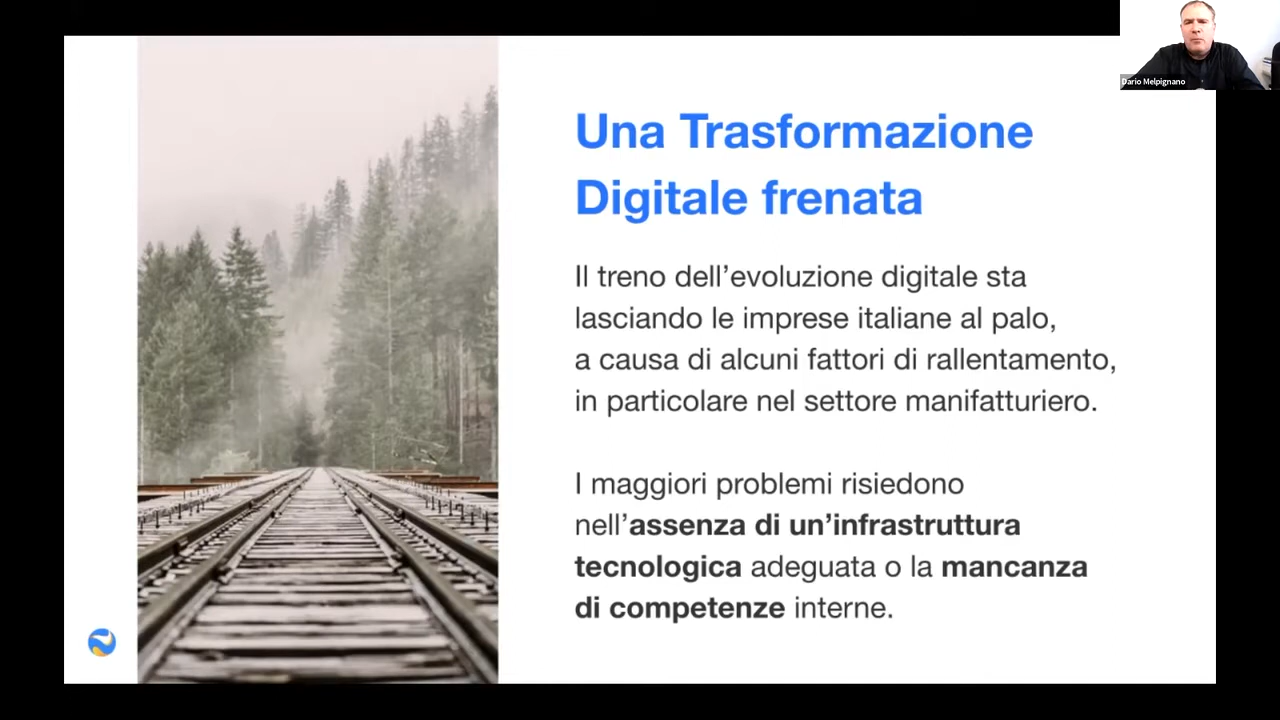 Dario Melpignano
Una Trasformazione
Digitale frenata
Il treno dell’evoluzione digitale sta
lasciando le imprese italiane al palo,
a causa di alcuni fattori di rallentamento,
in particolare nel settore manifatturiero.
I maggiori problemi risiedono
nell’assenza di un’infrastruttura
tecnologica adeguata o la mancanza
di competenze interne.